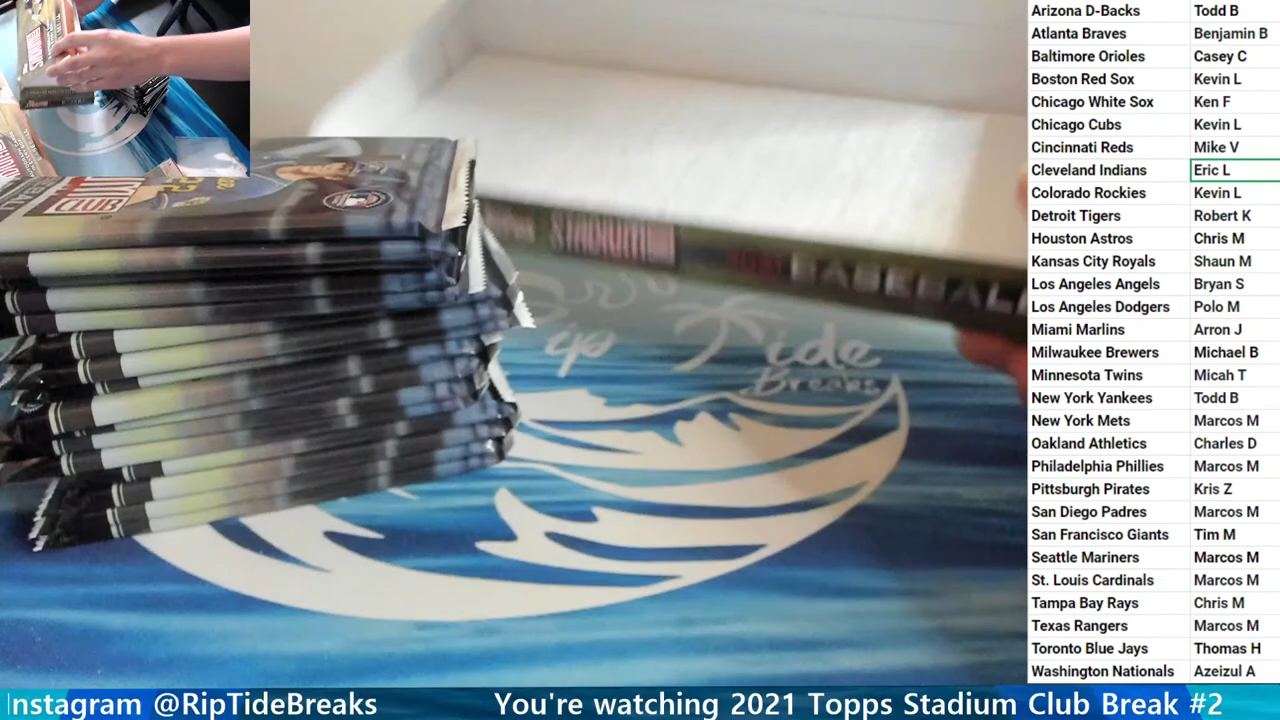 Arizona D-Backs Todd B
Atlanta Braves Benjamin B
Baltimore Orioles Casey C
Boston Red Sox Kevin L
Chicago White Sox Ken F
Chicago Cubs Kevin L
Cincinnati Reds Mike V
Cleveland Indians Eric L
Colorado Rockies Kevin L
Detroit Tigers Robert K
Houston Astros Chris M
Kansas City Royals Shaun M
Los Angeles Angels Bryan S
Los Angeles Dodgers Polo M
Miami Marlins Arron J
Milwaukee Brewers Michael B
Minnesota Twins Micah T
New York Yankees Todd B
New York Mets Marcos M
Oakland Athletics Charles D
Philadelphia Phillies Marcos M
Pittsburgh Pirates Kris Z
San Diego Padres Marcos M
San Francisco Giants Tim M
Seattle Mariners Marcos M
St. Louis Cardinals Marcos M
Tampa Bay Rays Chris M
Texas Rangers Marcos M
Toronto Blue Jays Thomas H
Washington Nationals Azeizul A
CLUB
STADIUM
BASEBALL
Rip Tide
Breaks
Instagram @RipTideBreaks You're watching 2021 Topps Stadium Club Break #2